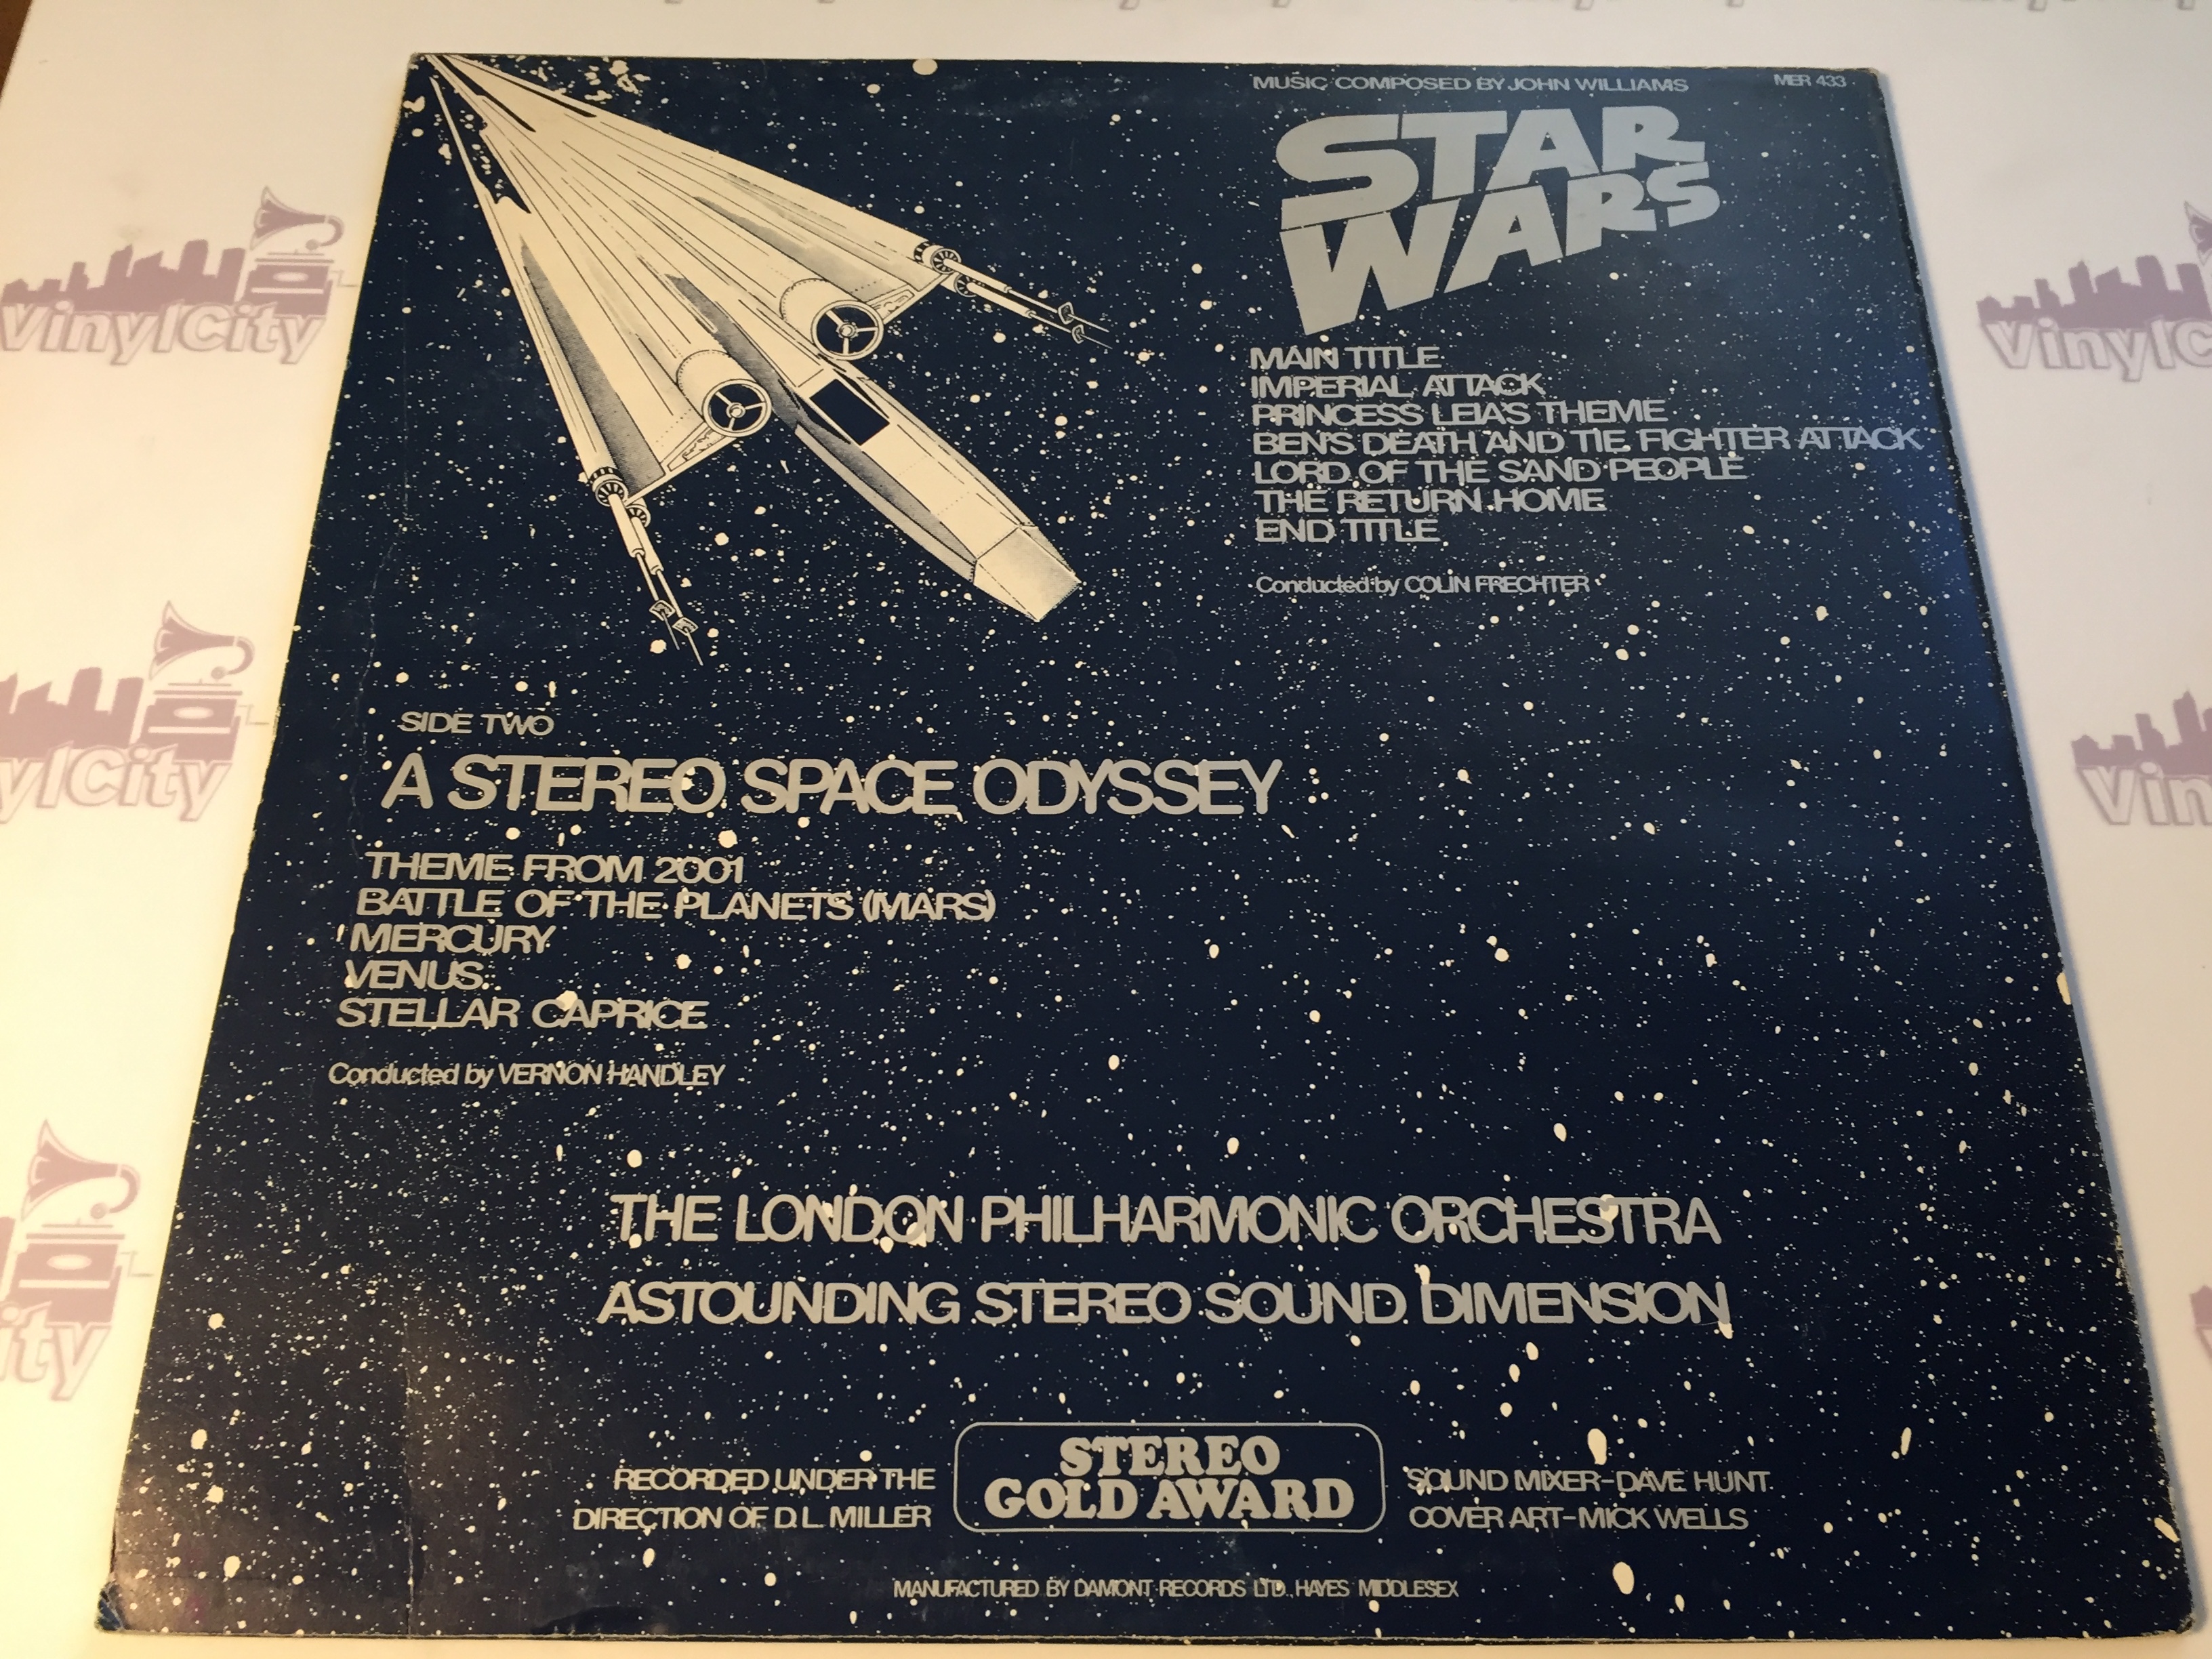 MUSIC COMPOSED BY JOHN WILLIAMS
MER 433
STAR
WARS
MAIN TITLE
IMPERIAL ATTACK
PRINCESS LEIA'S THEME
BEN'S DEATH AND TIE FIGHTER ATTACK
LORD OF THE SAND PEOPLE
THE RETURN HOME
END TITLE
Conducted by COLIN FRECHTER
SIDE TWO
A STEREO SPACE ODYSSEY
THEME FROM 2001
BATTLE OF THE PLANETS (MARS)
MERCURY
VENUS
STELLAR CAPRICE
Conducted by VERNON HANDLEY
THE LONDON PHILHARMONIC ORCHESTRA
ASTOUNDING STEREO SOUND DIMENSION
RECORDED UNDER THE
DIRECTION OF D.L. MILLER
STEREO
GOLD AWARD
SOUND MIXER-DAVE HUNT
COVER ART-MICK WELLS
MANUFACTURED BY DAMONT RECORDS LTD., HAYES MIDDLESEX
VinylCity
VinylC
ylCity
Vin
ity